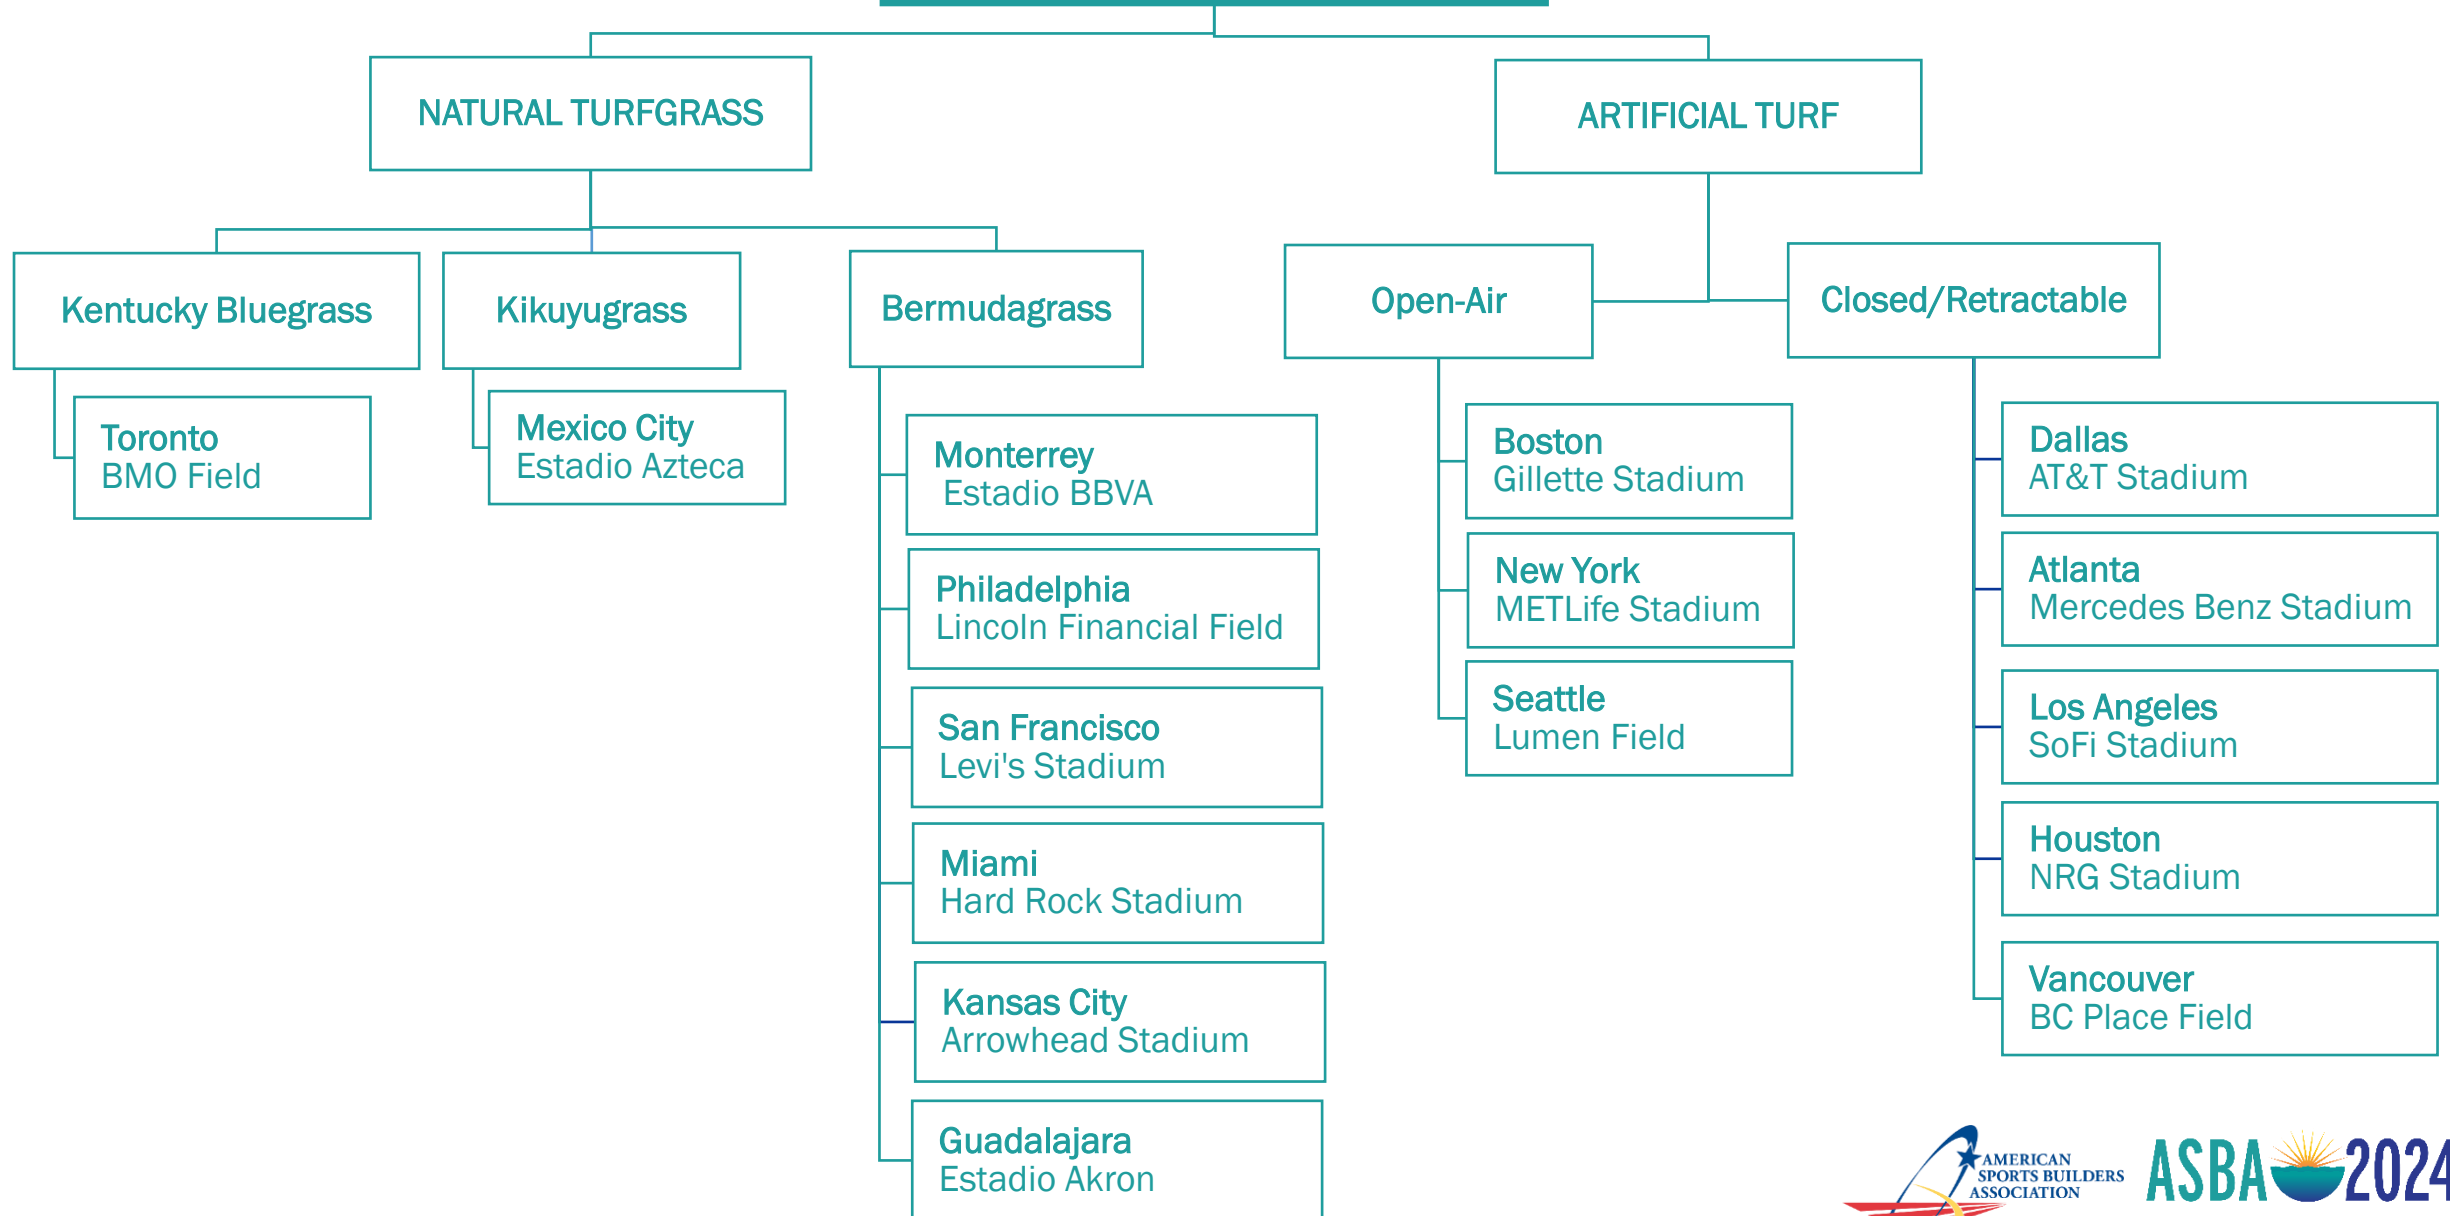 NATURAL TURFGRASS
ARTIFICIAL TURF
Kentucky Bluegrass
Kikuyugrass
Bermudagrass
Open-Air
Closed/Retractable
Toronto
BMO Field
Mexico City
Estadio Azteca
Monterrey
Estadio BBVA
Philadelphia
Lincoln Financial Field
San Francisco
Levi's Stadium
Miami
Hard Rock Stadium
Kansas City
Arrowhead Stadium
Guadalajara
Estadio Akron
Boston
Gillette Stadium
New York
METLife Stadium
Seattle
Lumen Field
Dallas
AT&T Stadium
Atlanta
Mercedes Benz Stadium
Los Angeles
SoFi Stadium
Houston
NRG Stadium
Vancouver
BC Place Field
AMERICAN
SPORTS BUILDERS
ASSOCIATION
ASBA 2024